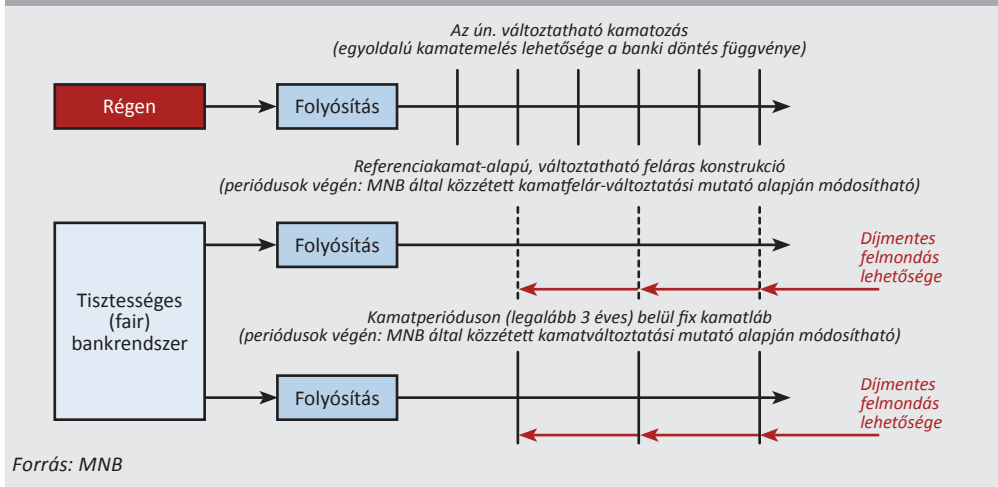 Az ún. változtatható kamatozás
(egyoldalú kamatemelés lehetősége a banki döntés függvénye)
Régen
Folyósítás
Referenciakamat-alapú, változtatható feláras konstrukció
(periódusok végén: MNB által közzétett kamatfelár-változtatási mutató alapján módosítható)
Folyósítás
Díjmentes
felmondás
lehetősége
Tisztességes
(fair)
bankrendszer
Kamatperióduson (legalább 3 éves) belül fix kamatláb
(periódusok végén: MNB által közzétett kamatváltoztatási mutató alapján módosítható)
Folyósítás
Díjmentes
felmondás
lehetősége
Forrás: MNB